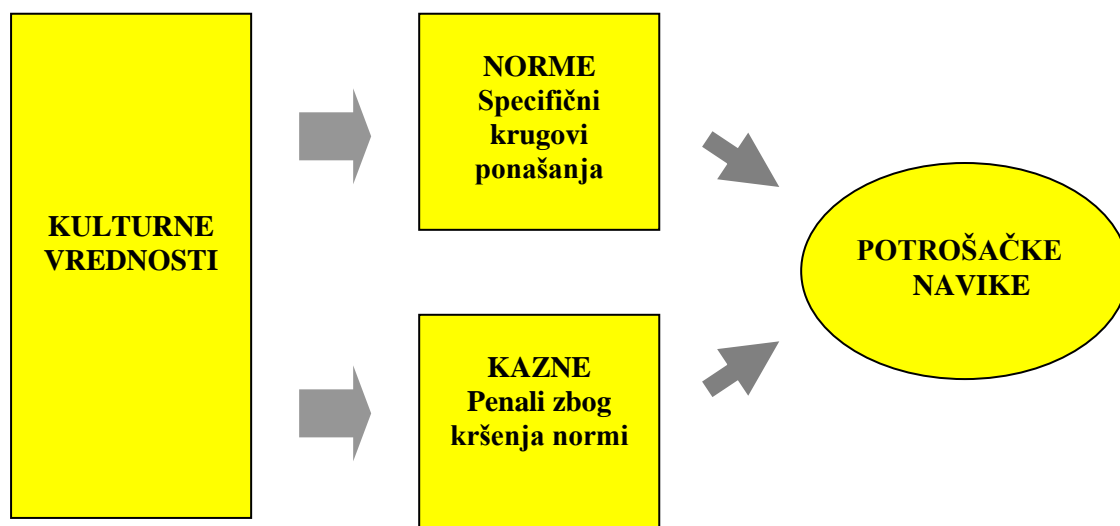 KULTURNE
VREDNOSTI
NORME
Specifični
krugovi
ponašanja
KAZNE
Penali zbog
kršenja normi
POTROŠAČKE
NAVIKE